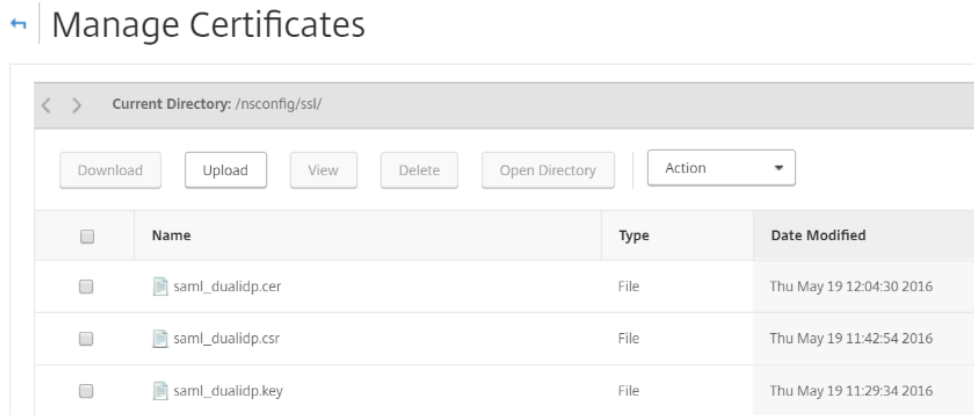 Manage Certificates
Current Directory: /nsconfig/ssl/
Download Upload View Delete Open Directory Action
Name Type Date Modified
saml_dualidp.cer File Thu May 19 12:04:30 2016
saml_dualidp.csr File Thu May 19 11:42:54 2016
saml_dualidp.key File Thu May 19 11:29:34 2016